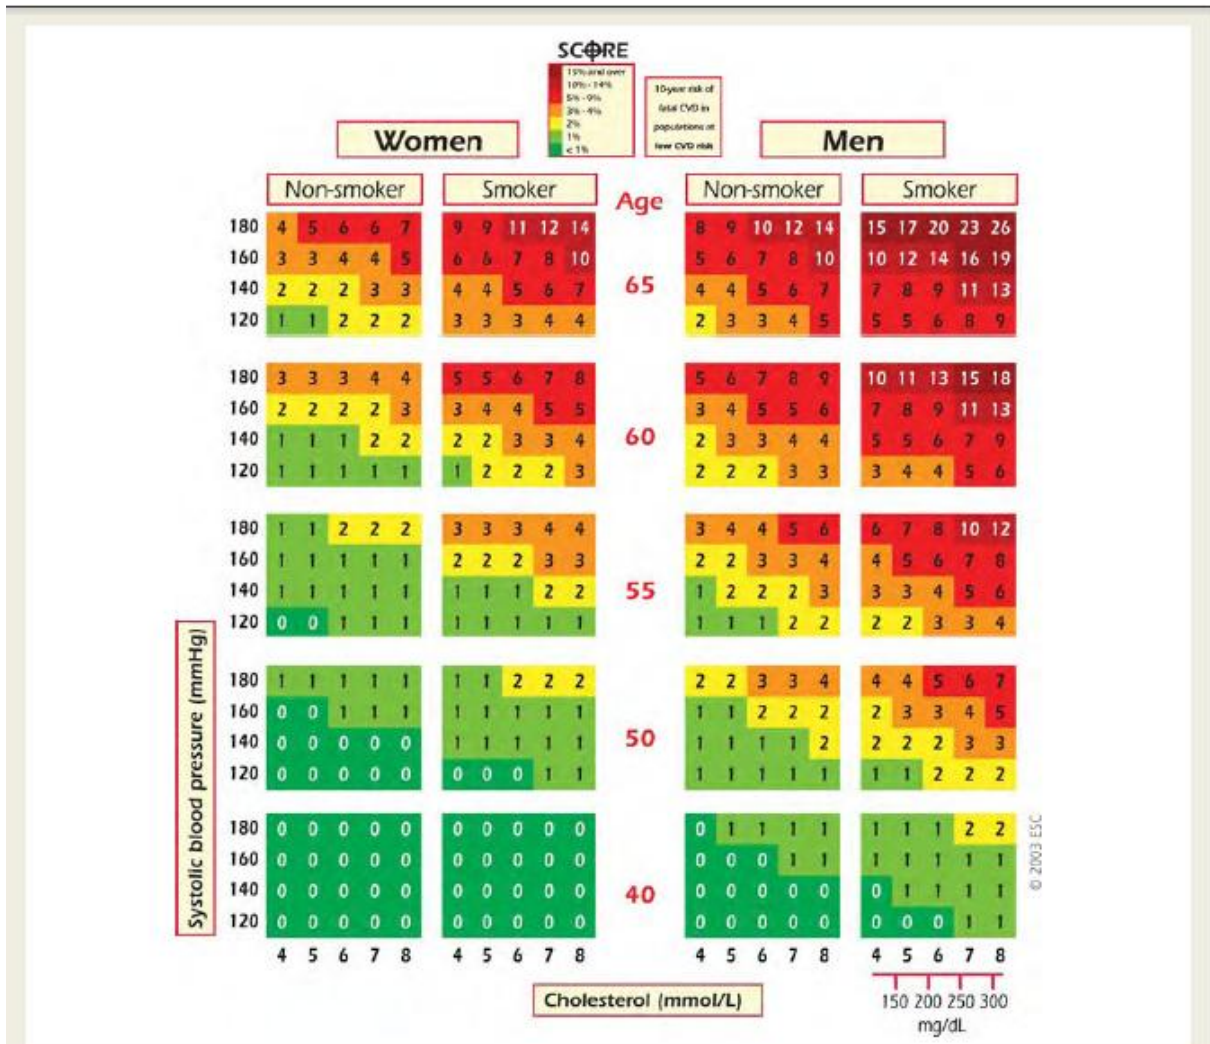 SCORE
15% and over
10% - 14%
5% - 9%
3% - 4%
2%
1%
< 1%
10-year risk of
fatal CVD in
populations at
low CVD risk
Women
Men
Non-smoker
Smoker
Age
Non-smoker
Smoker
180 4 5 6 6 7 9 9 11 12 14 8 9 10 12 14 15 17 20 23 26
160 3 3 4 4 5 6 6 7 8 10 5 6 7 8 10 10 12 14 16 19
65
140 2 2 2 3 3 4 4 5 6 7 4 4 5 6 7 7 8 9 11 13
120 1 1 2 2 2 3 3 3 4 4 2 3 3 4 5 5 5 6 8 9
180 3 3 3 4 4 5 5 6 7 8 5 6 7 8 9 10 11 13 15 18
160 2 2 2 2 3 3 4 4 5 5 3 4 5 5 6 7 8 9 11 13
60
140 1 1 1 2 2 2 2 3 3 4 2 3 3 4 4 5 5 6 7 9
120 1 1 1 1 1 1 2 2 2 3 2 2 2 3 3 3 4 4 5 6
180 1 1 2 2 2 3 3 3 4 4 3 4 4 5 6 6 7 8 10 12
160 1 1 1 1 1 2 2 2 3 3 2 2 3 3 4 4 5 6 7 8
55
140 1 1 1 1 1 1 1 1 2 2 1 2 2 2 3 3 3 4 5 6
120 0 0 1 1 1 1 1 1 1 1 1 1 1 2 2 2 2 3 3 4
180 1 1 1 1 1 1 1 2 2 2 2 2 3 3 4 4 4 5 6 7
160 0 0 1 1 1 1 1 1 1 1 1 1 2 2 2 2 3 3 4 5
50
140 0 0 0 0 0 1 1 1 1 1 1 1 1 1 2 2 2 2 3 3
120 0 0 0 0 0 0 0 0 1 1 1 1 1 1 1 1 1 2 2 2
180 0 0 0 0 0 0 0 0 0 0 0 1 1 1 1 1 1 1 2 2
160 0 0 0 0 0 0 0 0 0 0 0 0 0 1 1 1 1 1 1 1
40
140 0 0 0 0 0 0 0 0 0 0 0 0 0 0 0 0 1 1 1 1
120 0 0 0 0 0 0 0 0 0 0 0 0 0 0 0 0 0 0 1 1
4 5 6 7 8 4 5 6 7 8 4 5 6 7 8 4 5 6 7 8
Systolic blood pressure (mmHg)
Cholesterol (mmol/L)
150 200 250 300
mg/dL
© 2003 ESC